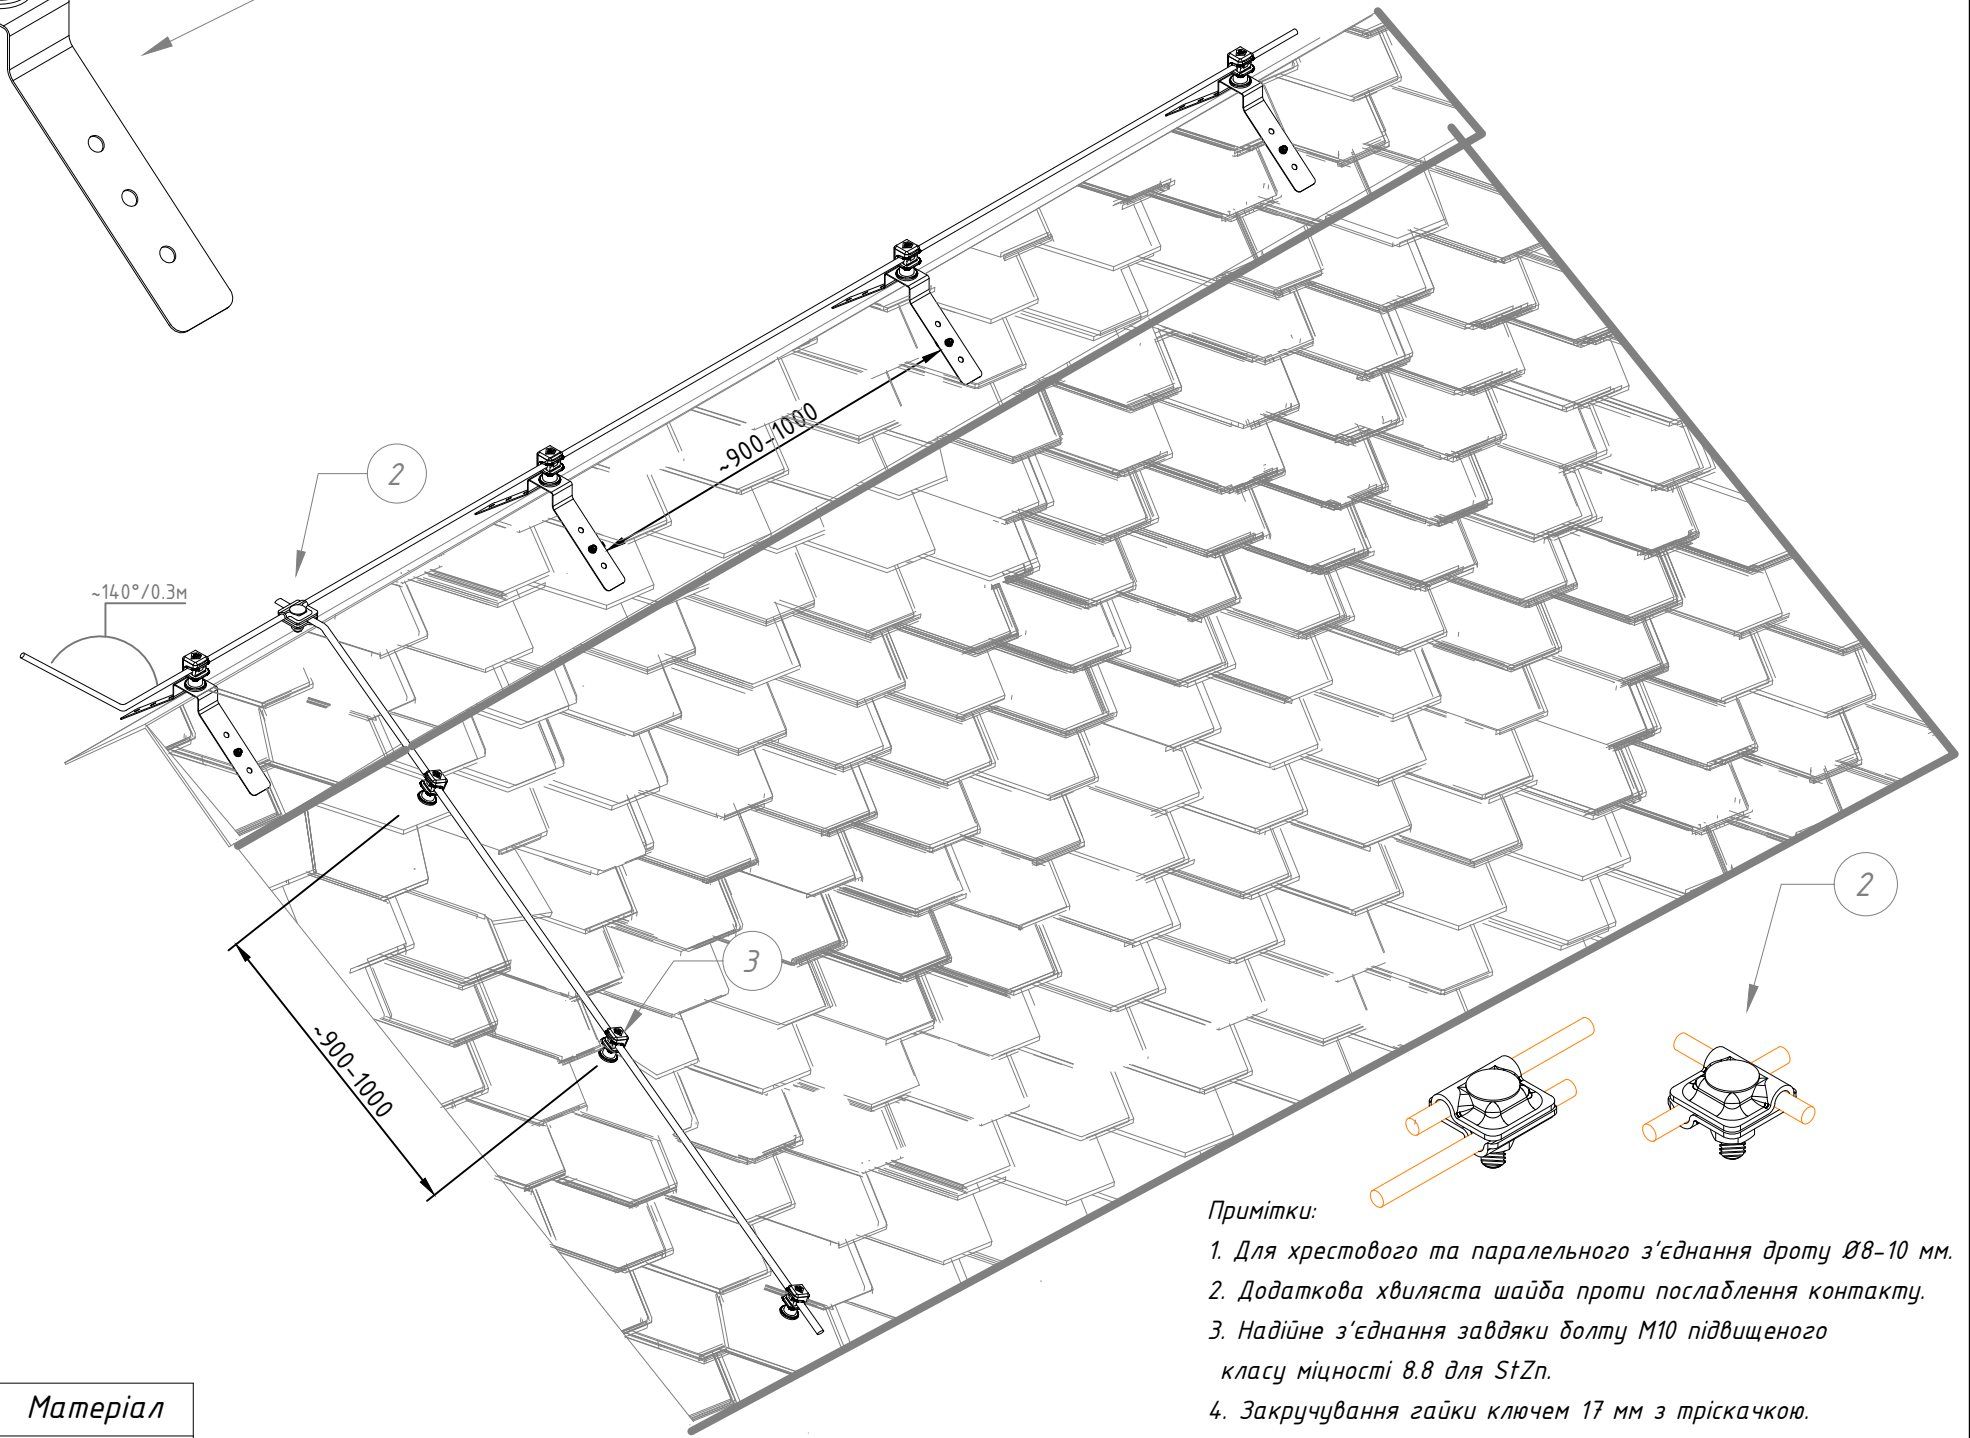 ~900-1000
2
~140°/0.3м
2
3
~900-1000
Примітки:
1. Для хрестового та паралельного з'єднання дроту Ø8-10 мм.
2. Додаткова хвиляста шайба проти послаблення контакту.
3. Надійне з'єднання завдяки болту М10 підвищеного
класу міцності 8.8 для StZn.
4. Закручування гайки ключем 17 мм з тріскачкою.
Матеріал